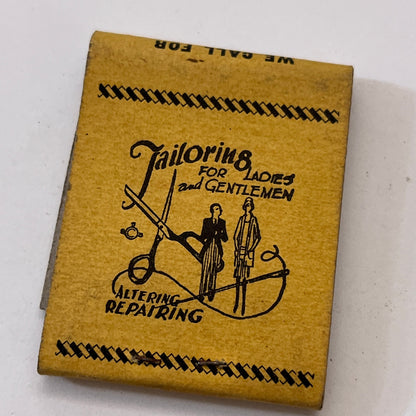 WE CALL FOR
Tailoring
FOR LADIES
and GENTLEMEN
ALTERING
REPAIRING